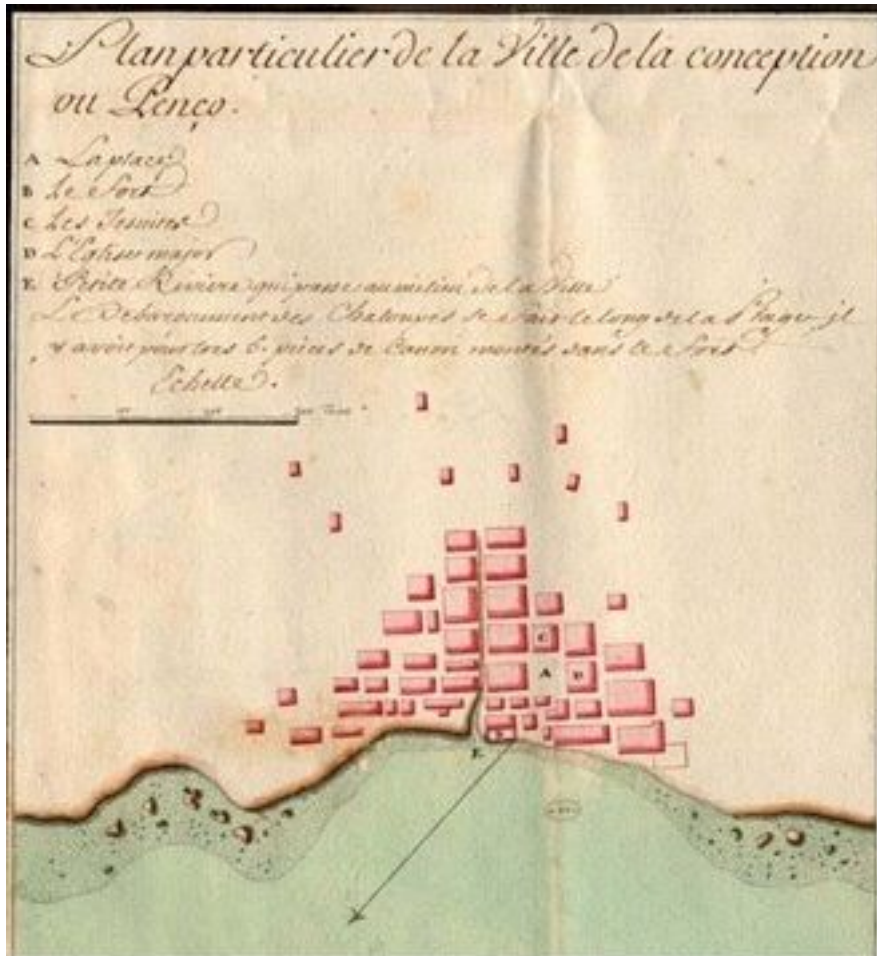 Plan particulier de la Ville de la conception
ou Penço.
A La place
B Le Fort
C Les Jesuites
D L'Eglise major
E Petite Riviere qui passe au milieu de la Ville
Le Debarquement des Chaloupes se fait le long de la Plage, il
y avoit pour lors 6. pieces de Canon montés dans le Fort
Echelle.
C
A D
E